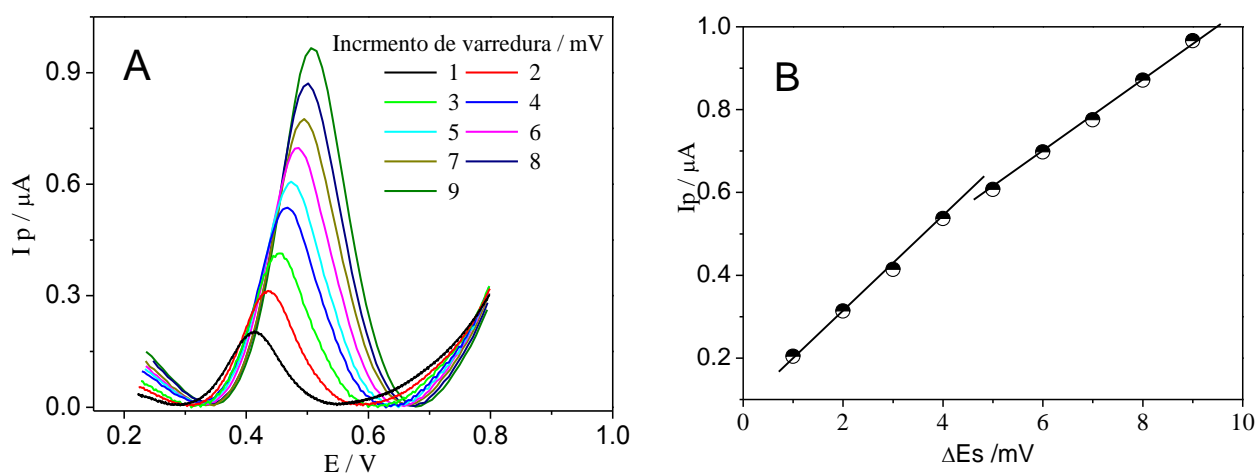 A
Incrmento de varredura / mV
1 2
3 4
5 6
7 8
9
0.9
0.6
0.3
0.0
I p / µA
0.2 0.4 0.6 0.8 1.0
E / V
B
1.0
0.8
0.6
0.4
0.2
Ip / µA
0 2 4 6 8 10
ΔEs /mV